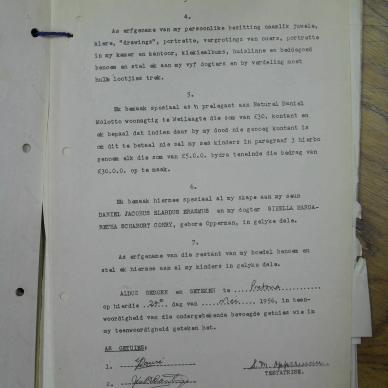 4.
As erfgename van my persoonlike besitting naamlik juwele,
klere, "drawings", portrette, vergrotings van ouers, portrette
in my kamer en kantoor, kiekiealbums, huislinne en beddegoed
benoem en stel ek aan my vyf dogters en by verdeling moet
hulle lootjies trek.
5.
Ek bemaak spesiaal as 'n prelegaat aan Natural Daniel
Molotto woonagtig te Wetlaagte die som van £30. kontant en
ek bepaal dat indien daar by my dood nie genoeg kontant is
om dit te betaal nie sal my ses kinders in paragraaf 3 hierbo
genoem elk die som van £5.0.0. bydra teneinde die bedrag van
£30.0.0. op te maak.
6.
Ek bemaak hiermee spesiaal al my skape aan my seun
DANIEL JACOBUS ELARDUS ERASMUS en my dogter GISELLA MARGA-
RETHA SCHABORT CONRY, gebore Opperman, in gelyke dele.
7.
As erfgename van die restant van my boedel benoem en
stel ek hiermee aan al my kinders in gelyke dele.
ALDUS GEDOEN EN GETEKEN te Pretoria
op hierdie dag van 1956, in teen-
woordigheid van die ondergetekende bevoegde getuies wie in
my teenwoordigheid geteken het.
AS GETUIES:
1.
2.
TESTATRISE.